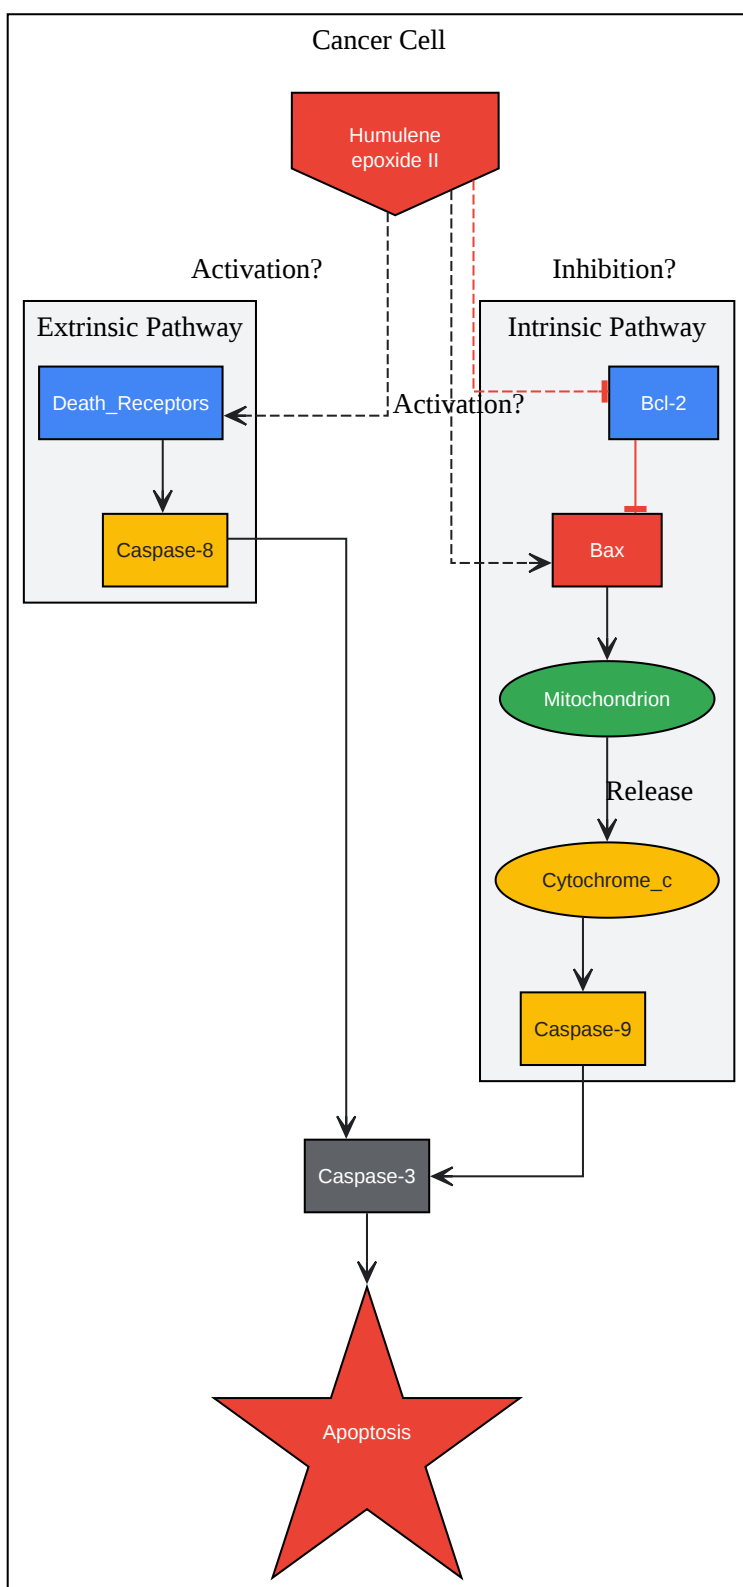 Cancer Cell
Humulene
epoxide II
Activation?
Inhibition?
Extrinsic Pathway
Intrinsic Pathway
Death_Receptors
Activation?
Bcl-2
Caspase-8
Bax
Mitochondrion
Release
Cytochrome_c
Caspase-9
Caspase-3
Apoptosis